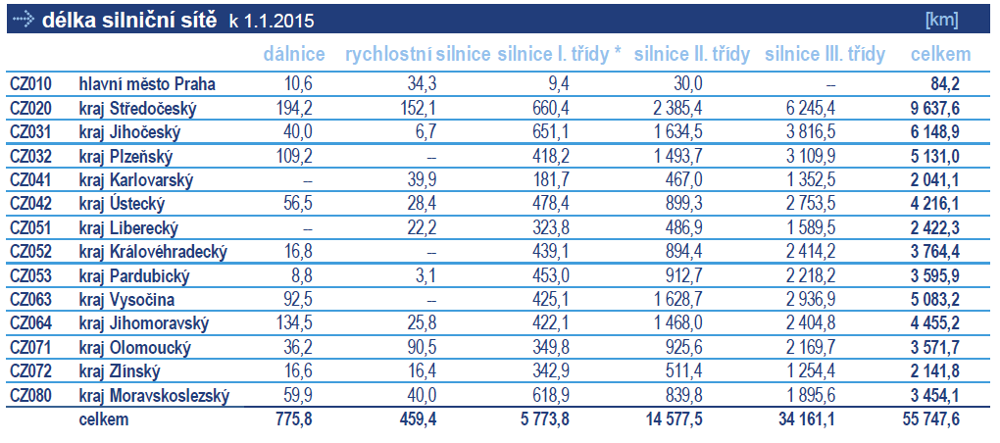 délka silniční sítě k 1.1.2015 [km]
dálnice rychlostní silnice silnice I. třídy * silnice II. třídy silnice III. třídy celkem
CZ010 hlavní město Praha 10,6 34,3 9,4 30,0 -- 84,2
CZ020 kraj Středočeský 194,2 152,1 660,4 2 385,4 6 245,4 9 637,6
CZ031 kraj Jihočeský 40,0 6,7 651,1 1 634,5 3 816,5 6 148,9
CZ032 kraj Plzeňský 109,2 -- 418,2 1 493,7 3 109,9 5 131,0
CZ041 kraj Karlovarský -- 39,9 181,7 467,0 1 352,5 2 041,1
CZ042 kraj Ústecký 56,5 28,4 478,4 899,3 2 753,5 4 216,1
CZ051 kraj Liberecký -- 22,2 323,8 486,9 1 589,5 2 422,3
CZ052 kraj Královéhradecký 16,8 -- 439,1 894,4 2 414,2 3 764,4
CZ053 kraj Pardubický 8,8 3,1 453,0 912,7 2 218,2 3 595,9
CZ063 kraj Vysočina 92,5 -- 425,1 1 628,7 2 936,9 5 083,2
CZ064 kraj Jihomoravský 134,5 25,8 422,1 1 468,0 2 404,8 4 455,2
CZ071 kraj Olomoucký 36,2 90,5 349,8 925,6 2 169,7 3 571,7
CZ072 kraj Zlínský 16,6 16,4 342,9 511,4 1 254,4 2 141,8
CZ080 kraj Moravskoslezský 59,9 40,0 618,9 839,8 1 895,6 3 454,1
celkem 775,8 459,4 5 773,8 14 577,5 34 161,1 55 747,6